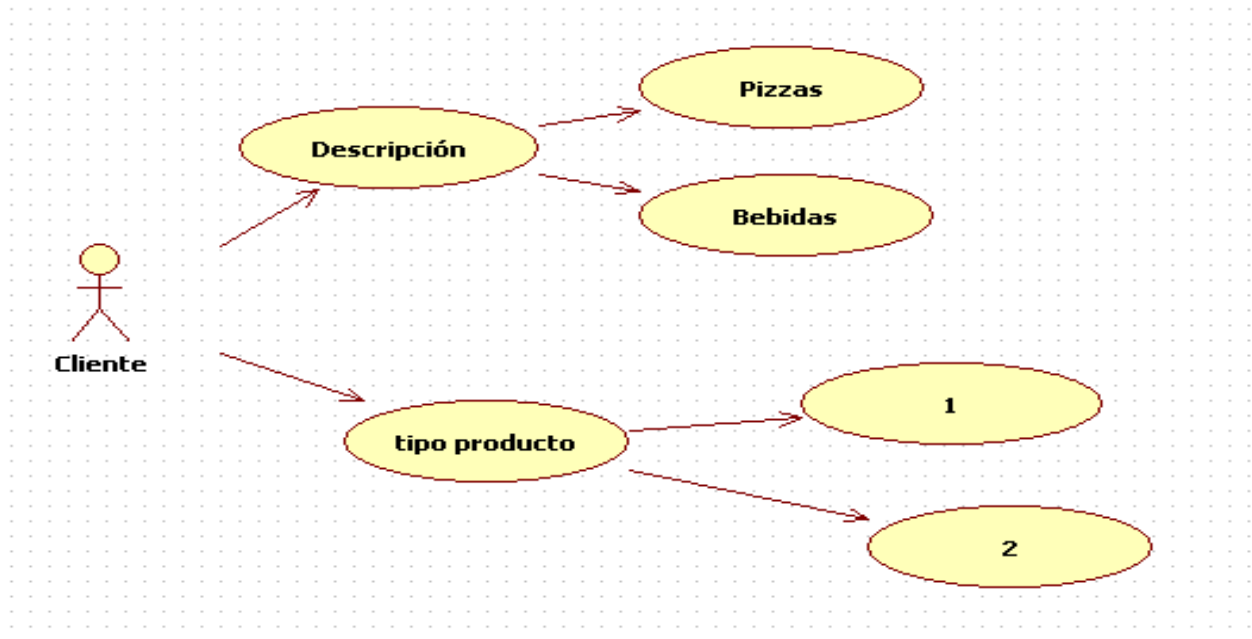 Pizzas
Descripción
Bebidas
Cliente
1
tipo producto
2